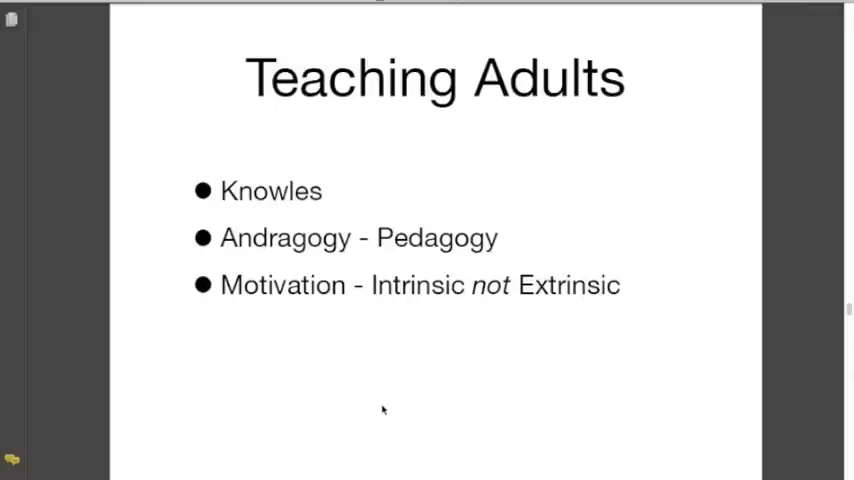 Teaching Adults
● Knowles
● Andragogy - Pedagogy
● Motivation - Intrinsic not Extrinsic